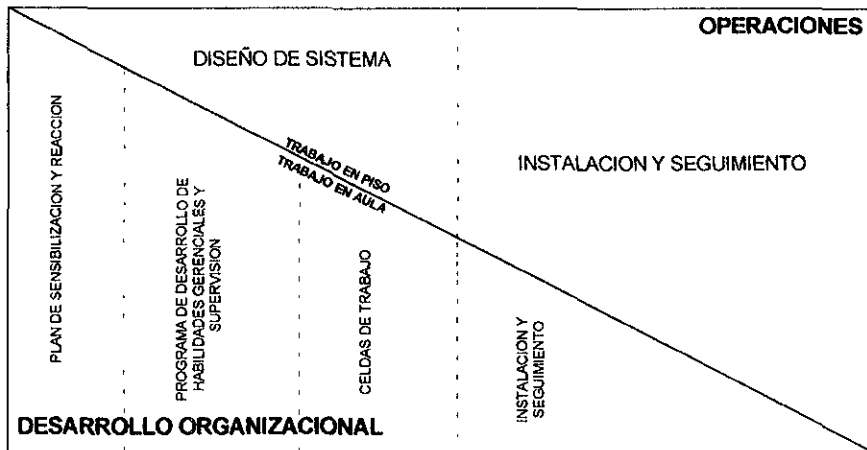 OPERACIONES
DISEÑO DE SISTEMA
INSTALACION Y SEGUIMIENTO
TRABAJO EN PISO
TRABAJO EN AULA
PLAN DE SENSIBILIZACION Y REACCION
PROGRAMA DE DESARROLLO DE
HABILIDADES GERENCIALES Y
SUPERVISION
CELDAS DE TRABAJO
INSTALACION Y
SEGUIMIENTO
DESARROLLO ORGANIZACIONAL